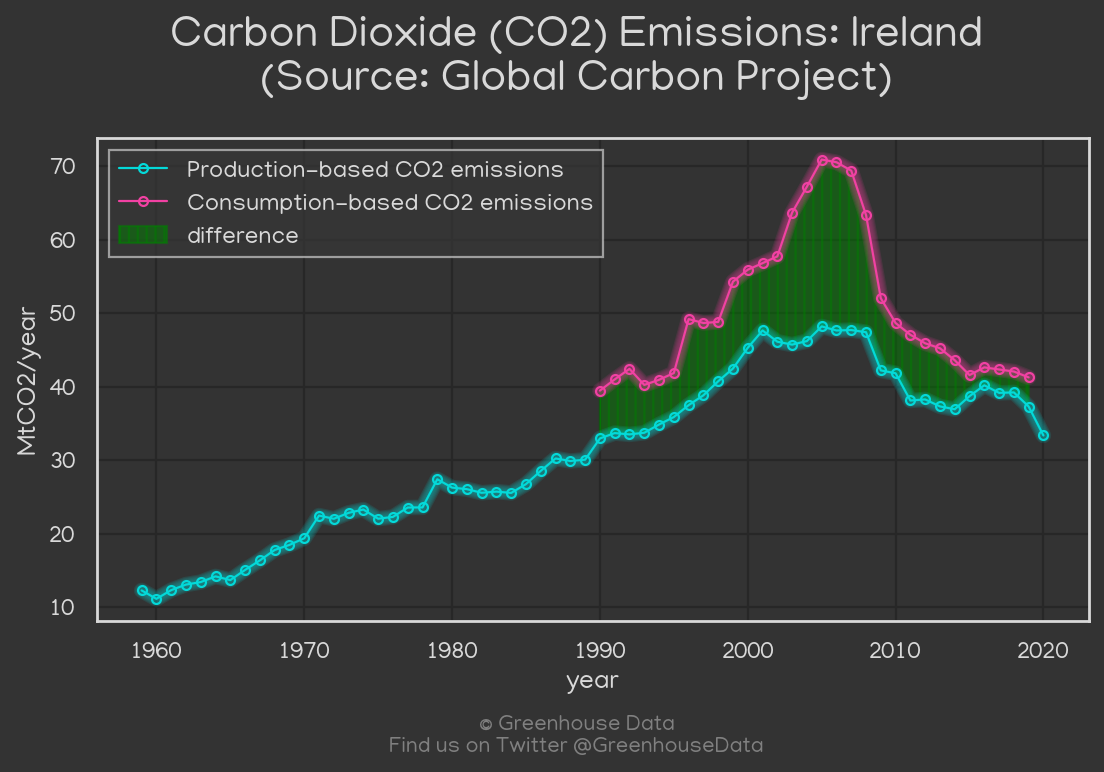 Carbon Dioxide (CO2) Emissions: Ireland
(Source: Global Carbon Project)
Production-based CO2 emissions
Consumption-based CO2 emissions
difference
70
60
50
40
30
20
10
MtCO2/year
1960 1970 1980 1990 2000 2010 2020
year
© Greenhouse Data
Find us on Twitter @GreenhouseData